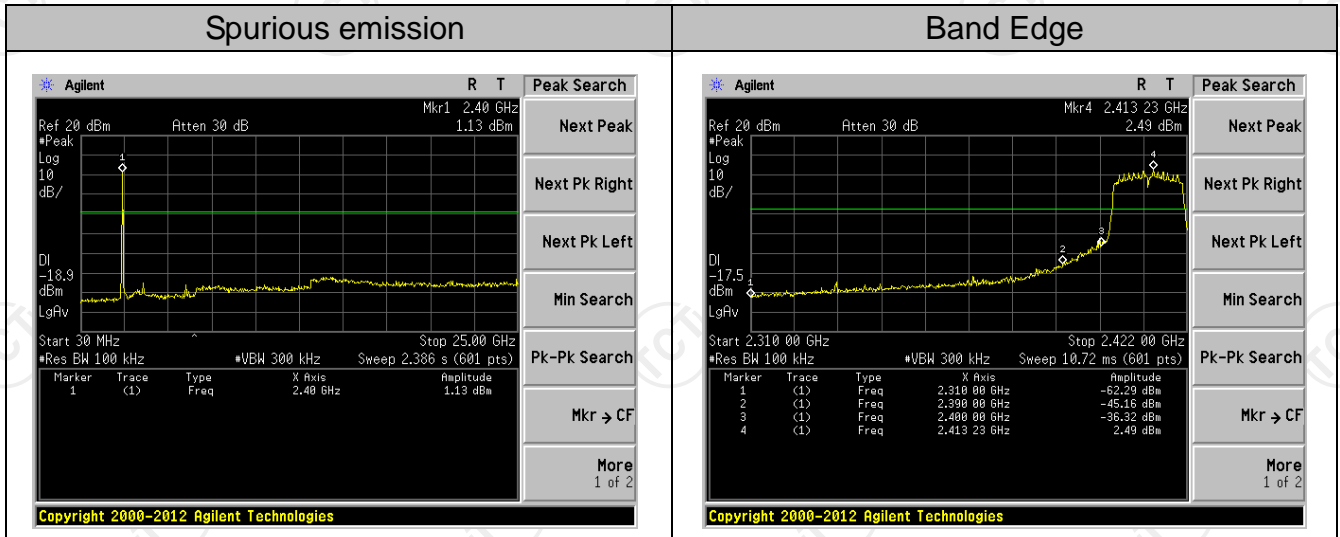 Spurious emission
Agilent R T Peak Search
Mkr1 2.40 GHz
Ref 20 dBm Atten 30 dB 1.13 dBm
#Peak
Log
10
dB/
1
DI
-18.9
dBm
LgAv
Start 30 MHz ^ Stop 25.00 GHz
#Res BW 100 kHz #VBW 300 kHz Sweep 2.386 s (601 pts)
Marker Trace Type X Axis Amplitude
1 (1) Freq 2.40 GHz 1.13 dBm
Next Peak
Next Pk Right
Next Pk Left
Min Search
Pk-Pk Search
Mkr → CF
More
1 of 2
Copyright 2000-2012 Agilent Technologies
Band Edge
Agilent R T Peak Search
Mkr4 2.413 23 GHz
Ref 20 dBm Atten 30 dB 2.49 dBm
#Peak
Log
10
dB/
4
3
2
DI
-17.5
dBm
1
LgAv
Start 2.310 00 GHz Stop 2.422 00 GHz
#Res BW 100 kHz #VBW 300 kHz Sweep 10.72 ms (601 pts)
Marker Trace Type X Axis Amplitude
1 (1) Freq 2.310 00 GHz -62.29 dBm
2 (1) Freq 2.390 00 GHz -45.16 dBm
3 (1) Freq 2.400 00 GHz -36.32 dBm
4 (1) Freq 2.413 23 GHz 2.49 dBm
Next Peak
Next Pk Right
Next Pk Left
Min Search
Pk-Pk Search
Mkr → CF
More
1 of 2
Copyright 2000-2012 Agilent Technologies